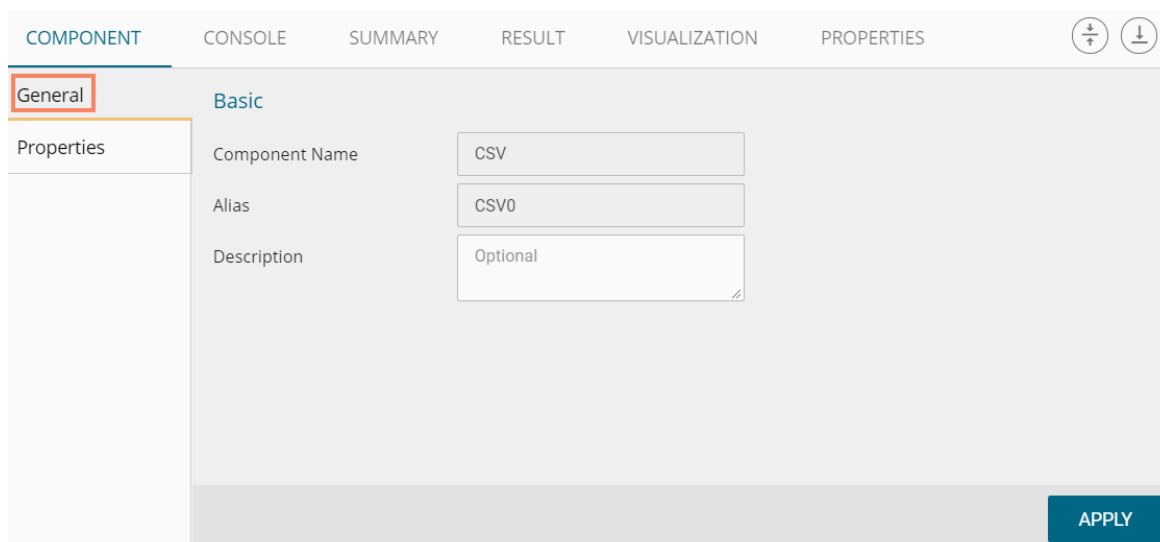 COMPONENT CONSOLE SUMMARY RESULT VISUALIZATION PROPERTIES
General
Properties
Basic
Component Name CSV
Alias CSV0
Description Optional
APPLY